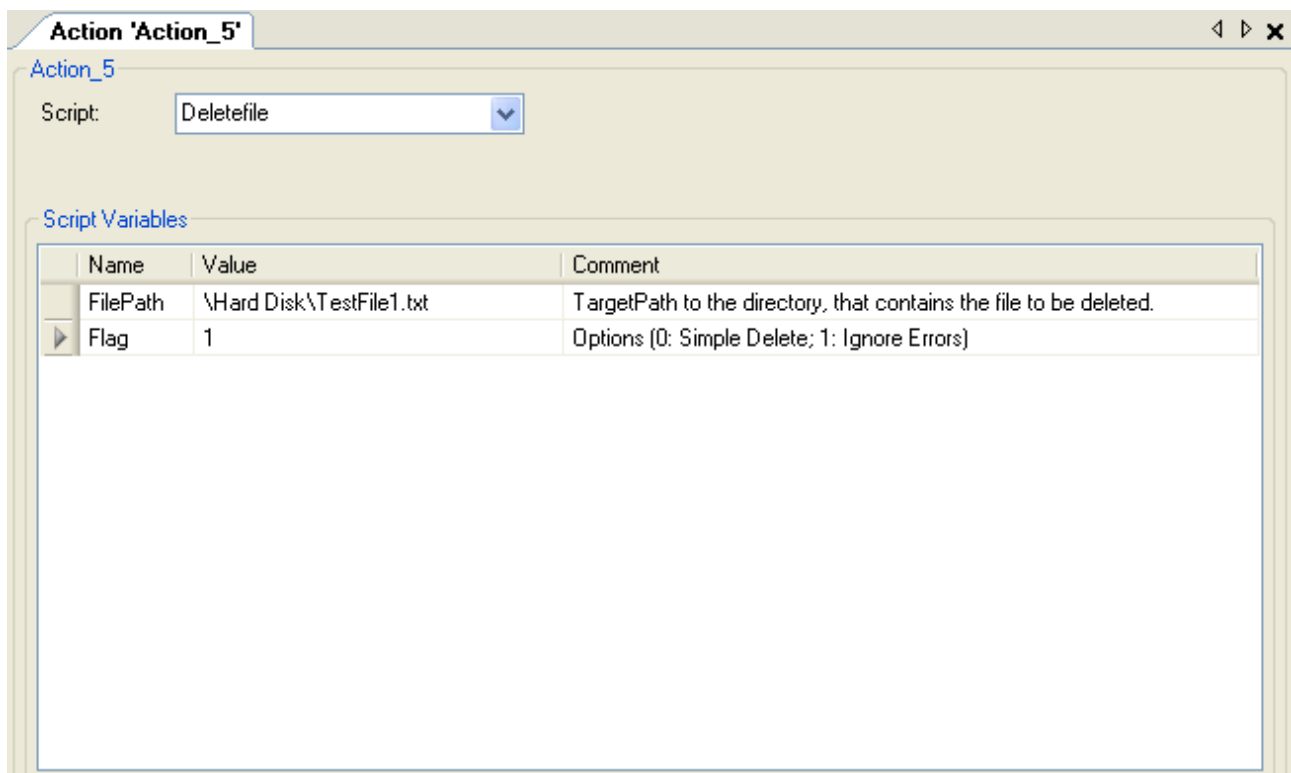 Action 'Action_5'
Action_5
Script: Deletefile
Script Variables
Name Value Comment
FilePath \Hard Disk\TestFile1.txt TargetPath to the directory, that contains the file to be deleted.
Flag 1 Options (0: Simple Delete; 1: Ignore Errors)